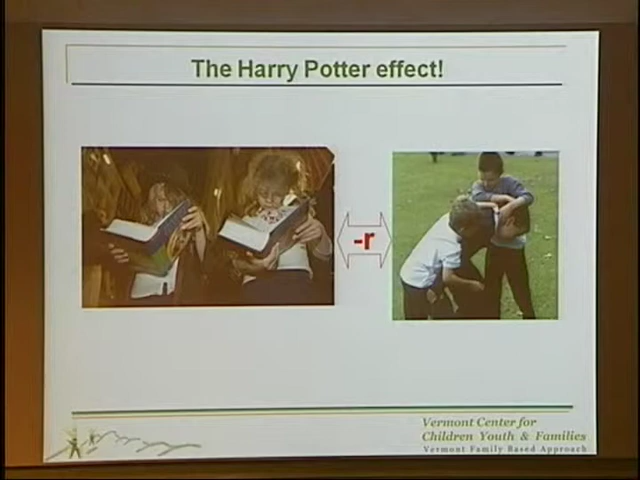 The Harry Potter effect!
-r
Vermont Center for
Children Youth & Families
Vermont Family Based Approach